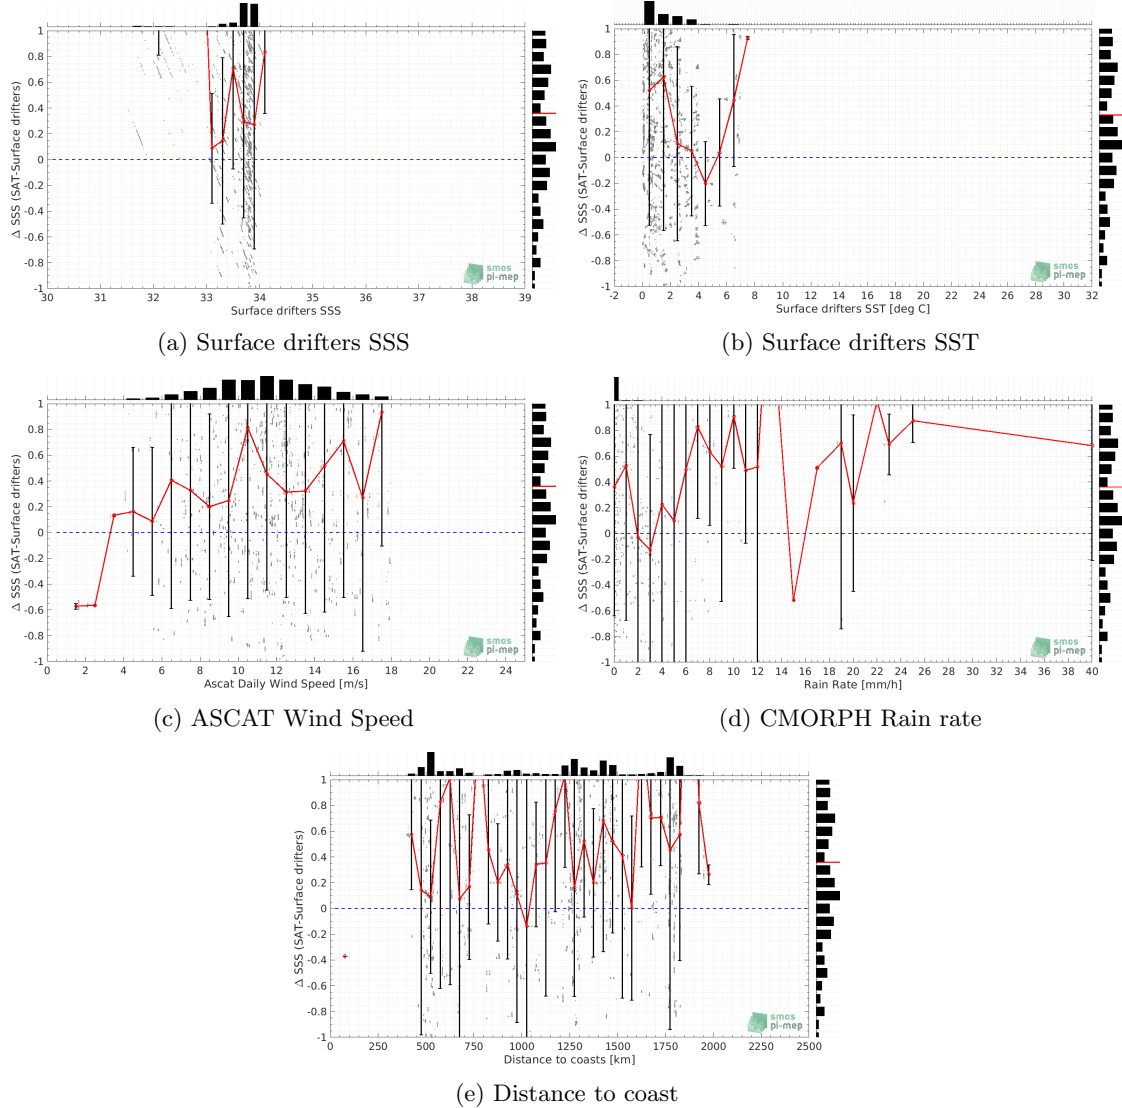 1
0.8
0.6
0.4
0.2
0
-0.2
-0.4
-0.6
-0.8
-1
Δ SSS (SAT-Surface drifters)
30 31 32 33 34 35 36 37 38 39
Surface drifters SSS
smos
pi-mep
(a) Surface drifters SSS
1
0.8
0.6
0.4
0.2
0
-0.2
-0.4
-0.6
-0.8
-1
Δ SSS (SAT-Surface drifters)
-2 0 2 4 6 8 10 12 14 16 18 20 22 24 26 28 30 32
Surface drifters SST [deg C]
smos
pi-mep
(b) Surface drifters SST
1
0.8
0.6
0.4
0.2
0
-0.2
-0.4
-0.6
-0.8
-1
Δ SSS (SAT-Surface drifters)
0 2 4 6 8 10 12 14 16 18 20 22 24
Ascat Daily Wind Speed [m/s]
smos
pi-mep
(c) ASCAT Wind Speed
1
0.8
0.6
0.4
0.2
0
-0.2
-0.4
-0.6
-0.8
-1
Δ SSS (SAT-Surface drifters)
0 2 4 6 8 10 12 14 16 18 20 22 24 26 28 30 32 34 36 38 40
Rain Rate [mm/h]
smos
pi-mep
(d) CMORPH Rain rate
1
0.8
0.6
0.4
0.2
0
-0.2
-0.4
-0.6
-0.8
-1
Δ SSS (SAT-Surface drifters)
0 250 500 750 1000 1250 1500 1750 2000 2250 2500
Distance to coasts [km]
smos
pi-mep
(e) Distance to coast